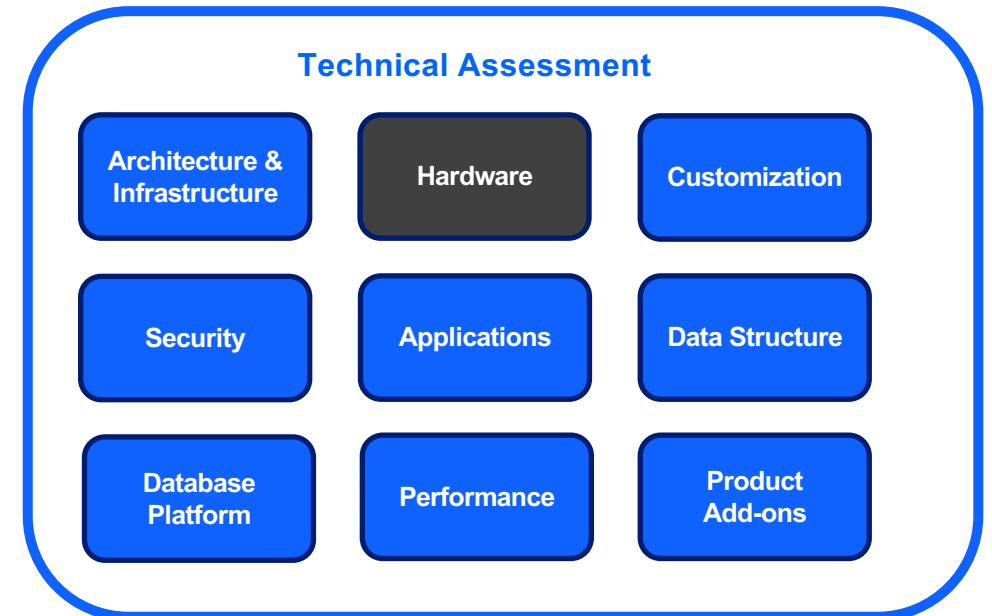 Technical Assessment
Architecture &
Infrastructure
Hardware
Customization
Security
Applications
Data Structure
Database
Platform
Performance
Product
Add-ons